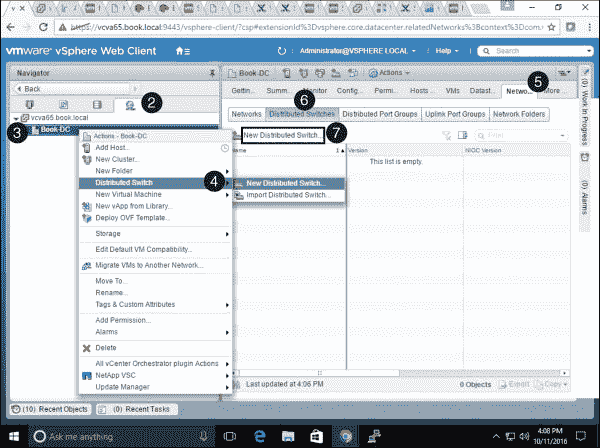 https://vcva65.book.local:9443/vsphere-client/?csp#extensionId%3Dvsphere.core.datacenter.relatedNetworks%3Bcontext%3Dcom.
vmware® vSphere Web Client
Administrator@VSPHERE.LOCAL
Help
Search
Navigator
Back
2
vcva65.book.local
3
Book-DC
Actions - Book-DC
Add Host...
New Cluster...
New Folder
Distributed Switch
4
New Virtual Machine
New vApp from Library...
Deploy OVF Template...
Storage
Edit Default VM Compatibility...
Migrate VMs to Another Network...
Move To...
Rename...
Tags & Custom Attributes
Add Permission...
Alarms
Delete
All vCenter Orchestrator plugin Actions
NetApp VSC
Update Manager
New Distributed Switch...
Import Distributed Switch...
Book-DC
Actions
5
Gettin...
Summ...
Monitor
Config...
Permi...
Hosts ...
VMs
Datast...
Netwo...
More
6
Networks
Distributed Switches
Distributed Port Groups
Uplink Port Groups
Network Folders
New Distributed Switch...
7
Filter
Name
1
Version
NIOC Version
This list is empty.
Last updated at 4:06 PM
0 Objects
Export
Copy
(0) Work in Progress
(0) Alarms
(10) Recent Objects
(0) Recent Tasks
Ask me anything
4:08 PM
10/11/2016